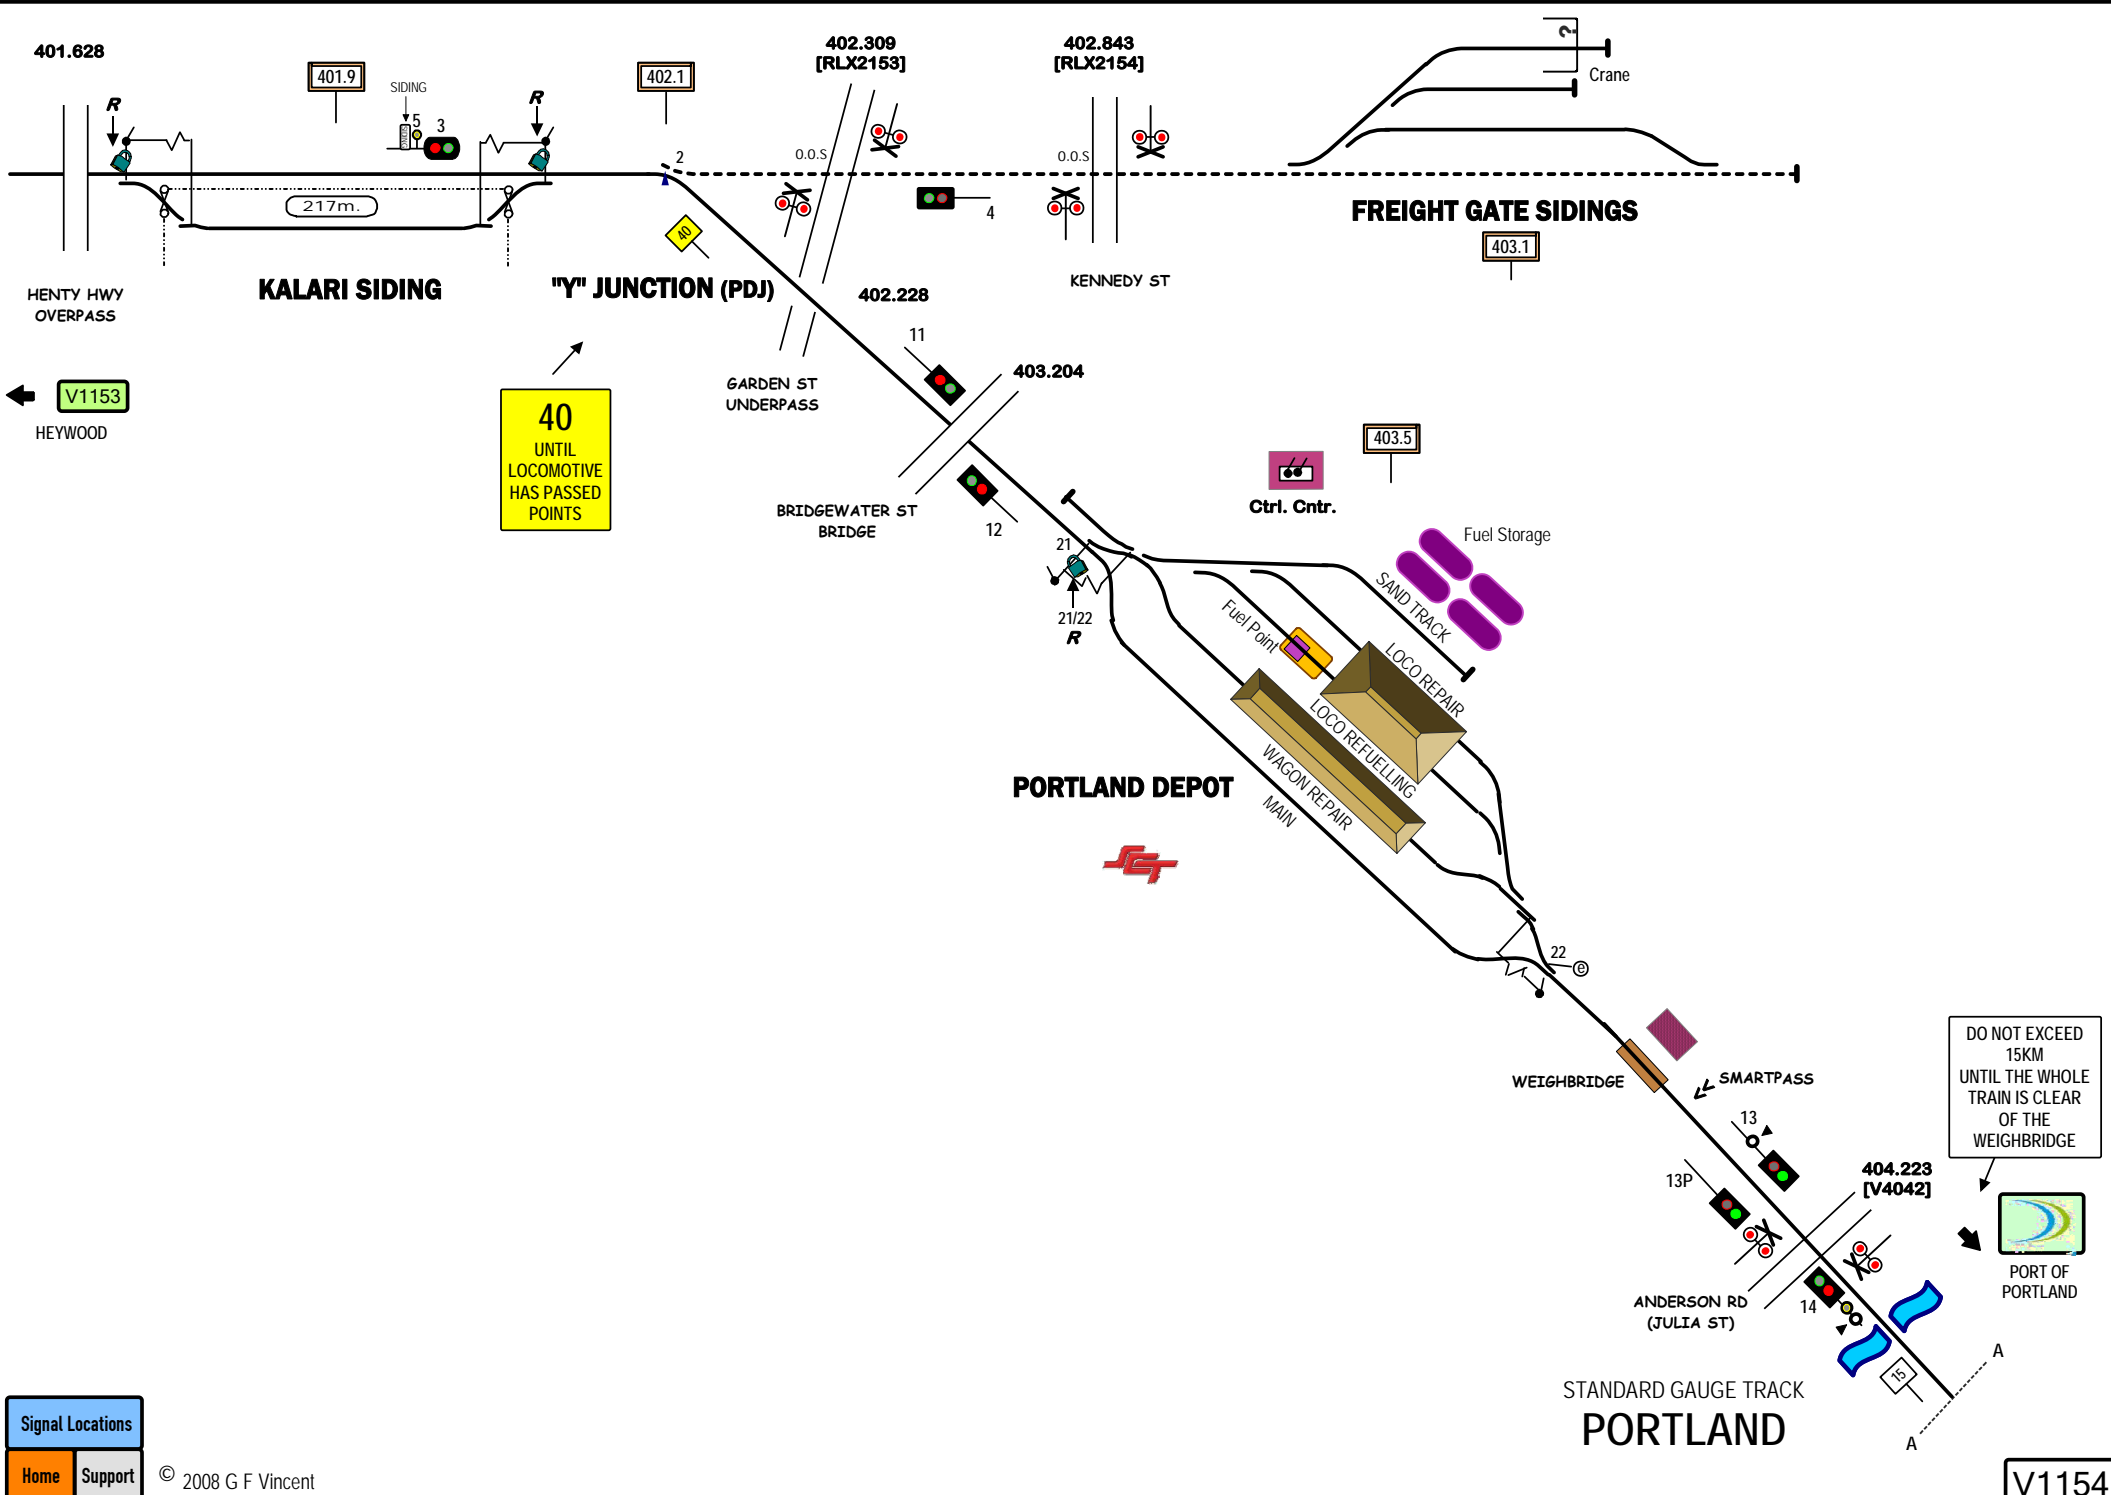 401.628
401.9
402.1
402.309
[RLX2153]
402.843
[RLX2154]
?
Crane
SIDING
R
5
3
SIDING
R
2
O.O.S
O.O.S
217m.
4
40
FREIGHT GATE SIDINGS
403.1
HENTY HWY
OVERPASS
KALARI SIDING
"Y" JUNCTION (PDJ)
402.228
KENNEDY ST
11
V1153
HEYWOOD
40
UNTIL
LOCOMOTIVE
HAS PASSED
POINTS
GARDEN ST
UNDERPASS
403.204
403.5
BRIDGEWATER ST
BRIDGE
12
Ctrl. Cntr.
Fuel Storage
21
21/22
R
SAND TRACK
Fuel Point
LOCO REPAIR
LOCO REFUELLING
WAGON REPAIR
MAIN
PORTLAND DEPOT
SCT
22
e
WEIGHBRIDGE
SMARTPASS
DO NOT EXCEED
15KM
UNTIL THE WHOLE
TRAIN IS CLEAR
OF THE
WEIGHBRIDGE
13
13P
404.223
[V4042]
PORT OF
PORTLAND
ANDERSON RD
(JULIA ST)
14
15
A
A
STANDARD GAUGE TRACK
PORTLAND
Signal Locations
Home
Support
© 2008 G F Vincent
V1154